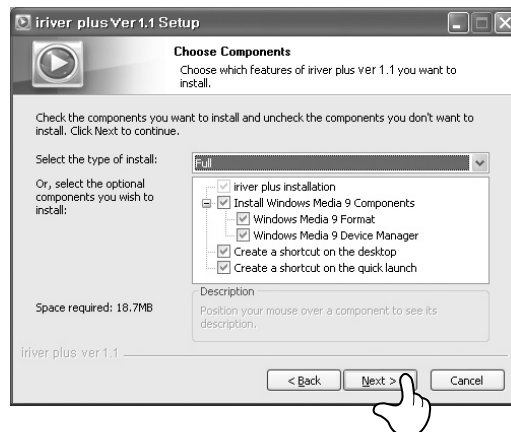 iriver plus Ver 1.1 Setup
Choose Components
Choose which features of iriver plus ver 1.1 you want to
install.
Check the components you want to install and uncheck the components you don't want to
install. Click Next to continue.
Select the type of install:
Full
Or, select the optional
components you wish to
install:
iriver plus installation
Install Windows Media 9 Components
Windows Media 9 Format
Windows Media 9 Device Manager
Create a shortcut on the desktop
Create a shortcut on the quick launch
Space required: 18.7MB
Description
Position your mouse over a component to see its
description.
iriver plus ver 1.1
< Back
Next >
Cancel